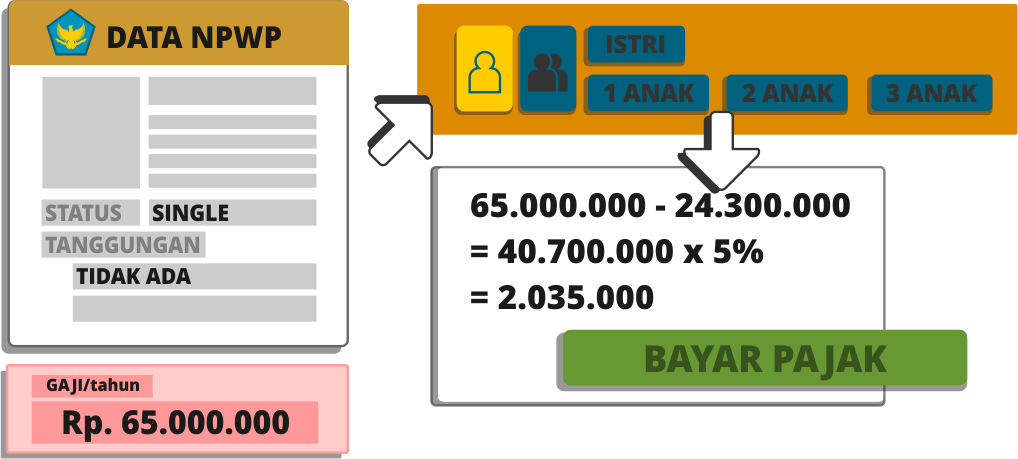 DATA NPWP
STATUS SINGLE
TANGGUNGAN
TIDAK ADA
GAJI/tahun
Rp. 65.000.000
ISTRI
1 ANAK 2 ANAK 3 ANAK
65.000.000 - 24.300.000
= 40.700.000 x 5%
= 2.035.000
BAYAR PAJAK